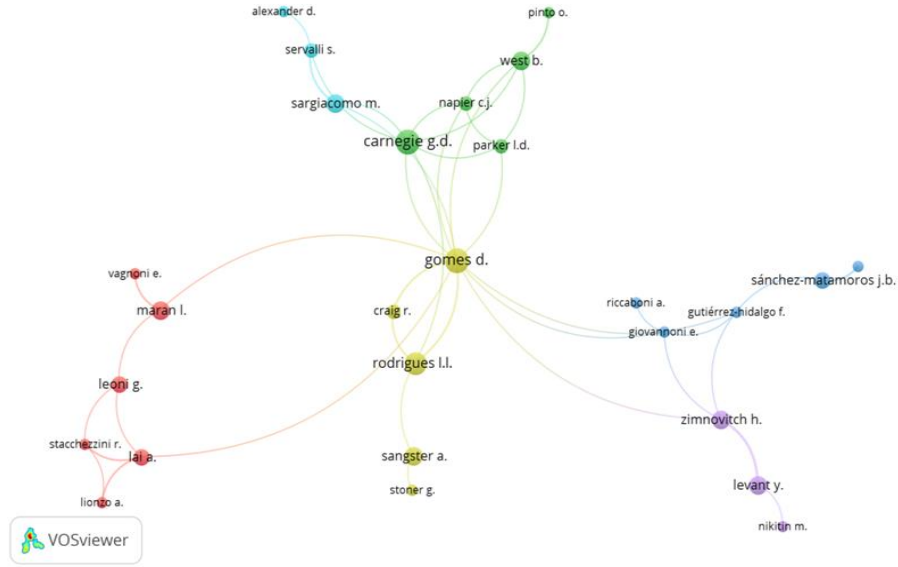 alexander d.
pinto o.
servalli s.
west b.
sargiacomo m.
napier c.j.
carnegie g.d.
parker l.d.
gomes d.
vagnoni e.
sánchez-matamoros j.b.
riccaboni a.
maran l.
craig r.
gutiérrez-hidalgo f.
giovannoni e.
rodrigues l.l.
leoni g.
zimnovitch h.
stacchezzini r.
lai a.
sangster a.
levant y.
stoner g.
lionzo a.
nikitin m.
VOSviewer